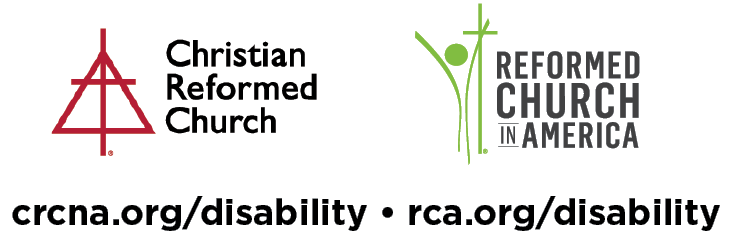 Christian
Reformed
Church
®
REFORMED
CHURCH
IN AMERICA
®
crcna.org/disability • rca.org/disability